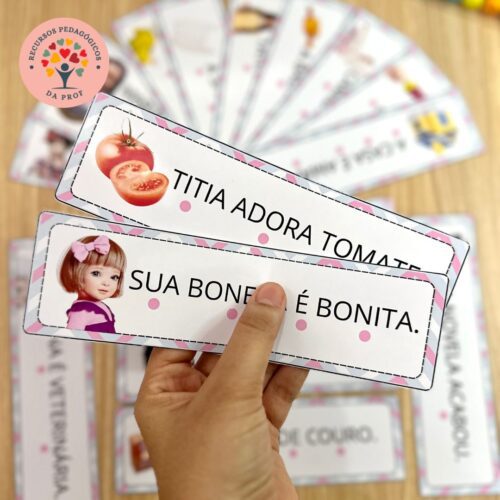 RECURSOS PEDAGÓGICOS
DA PROF
A CASA É
TITIA ADORA TOMATE
SUA BONECA É BONITA.
NOVELA ACABOU.
DE COURO.
A É VETERINÁRIA.